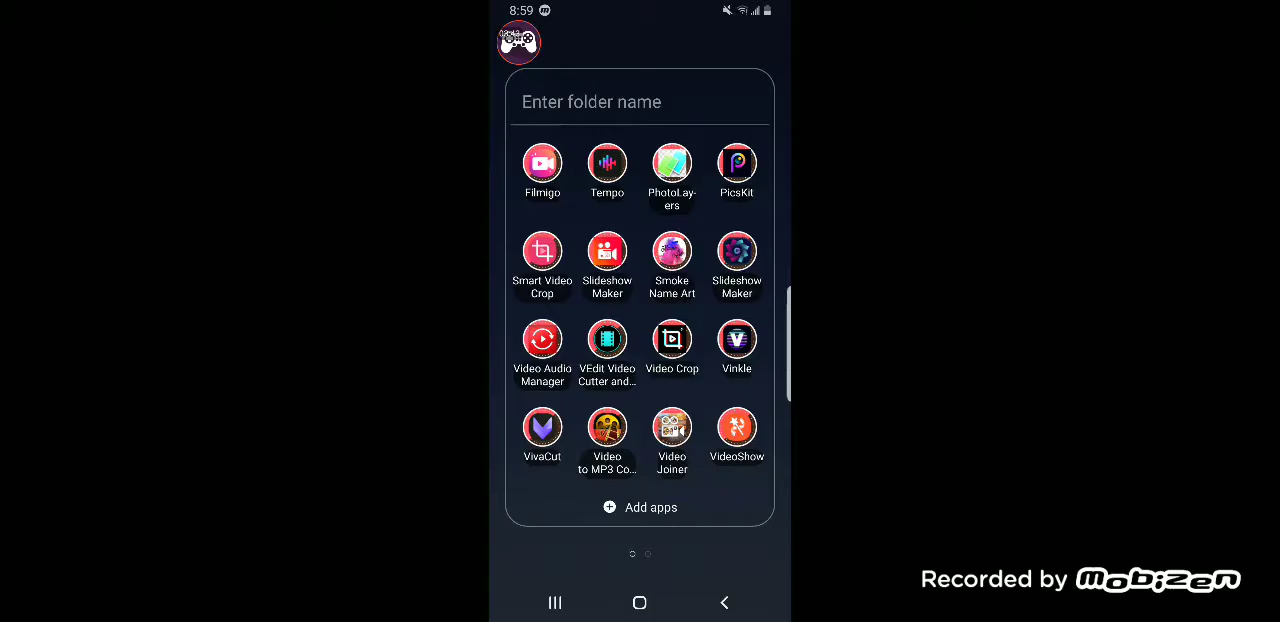 8:59
Enter folder name
Filmigo
Tempo
PhotoLay-
ers
PicsKit
Smart Video
Crop
Slideshow
Maker
Smoke
Name Art
Slideshow
Maker
Video Audio
Manager
VEdit Video
Cutter and...
Video Crop
Vinkle
VivaCut
Video
to MP3 Co...
Video
Joiner
VideoShow
Add apps
Recorded by mobizen